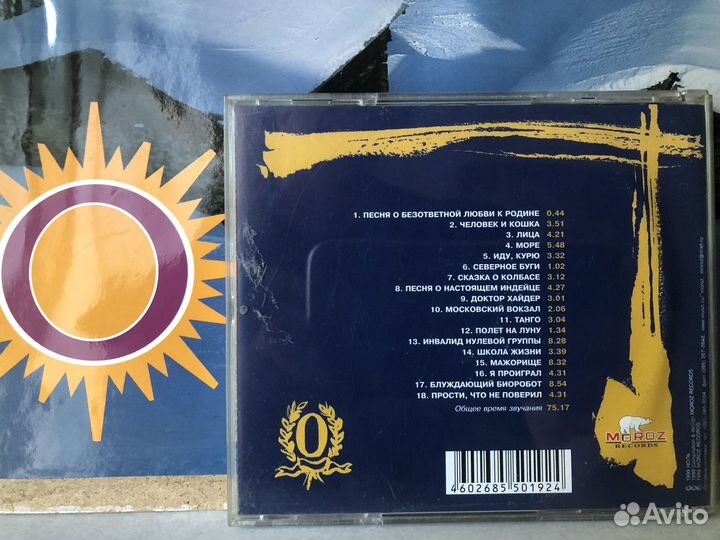 1. ПЕСНЯ О БЕЗОТВЕТНОЙ ЛЮБВИ К РОДИНЕ 0.44
2. ЧЕЛОВЕК И КОШКА 3.51
3. ЛИЦА 4.21
4. МОРЕ 5.48
5. ИДУ, КУРЮ 3.32
6. СЕВЕРНОЕ БУГИ 1.02
7. СКАЗКА О КОЛБАСЕ 3.12
8. ПЕСНЯ О НАСТОЯЩЕМ ИНДЕЙЦЕ 4.27
9. ДОКТОР ХАЙДЕР 3.01
10. МОСКОВСКИЙ ВОКЗАЛ 2.06
11. ТАНГО 3.04
12. ПОЛЕТ НА ЛУНУ 1.34
13. ИНВАЛИД НУЛЕВОЙ ГРУППЫ 8.28
14. ШКОЛА ЖИЗНИ 3.39
15. МАЖОРИЩЕ 8.32
16. Я ПРОИГРАЛ 4.31
17. БЛУЖДАЮЩИЙ БИОРОБОТ 8.54
18. ПРОСТИ, ЧТО НЕ ПОВЕРИЛ 4.31
Общее время звучания 75.17
0
MOROZ
RECORDS
4602685 501924
MOROZ RECORDS
Avito